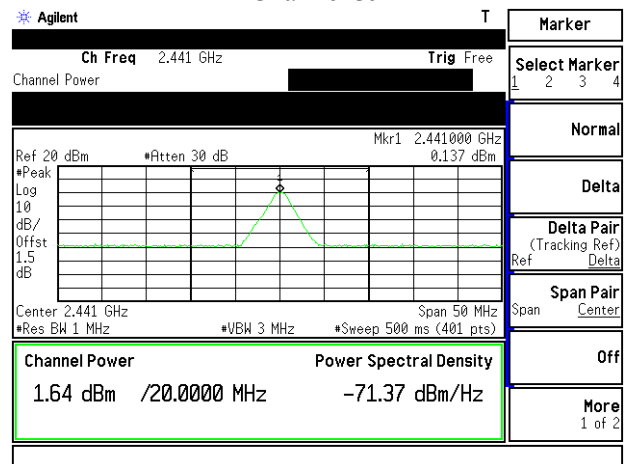 Agilent T
Ch Freq 2.441 GHz Trig Free
Channel Power
Mkr1 2.441000 GHz
Ref 20 dBm #Atten 30 dB 0.137 dBm
#Peak
Log
10
dB/
Offst
1.5
dB
1
Center 2.441 GHz Span 50 MHz
#Res BW 1 MHz #VBW 3 MHz #Sweep 500 ms (401 pts)
Channel Power Power Spectral Density
1.64 dBm /20.0000 MHz -71.37 dBm/Hz
Marker
Select Marker
1 2 3 4
Normal
Delta
Delta Pair
(Tracking Ref)
Ref Delta
Span Pair
Span Center
Off
More
1 of 2